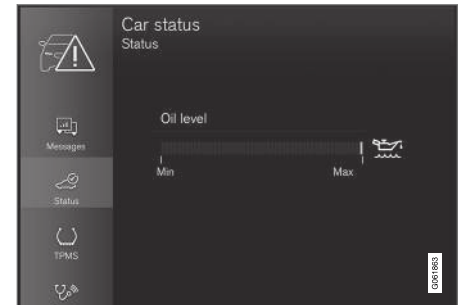 Car status
Status
Messages
Oil level
Min
Max
Status
TPMS
G061863